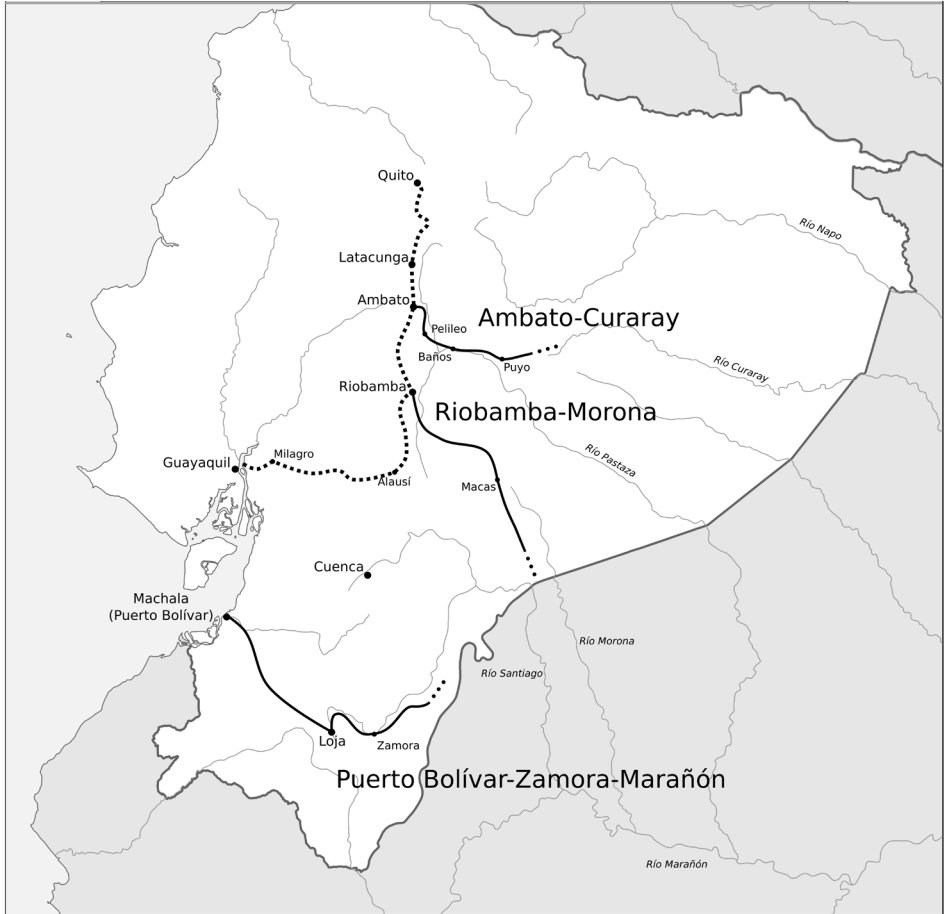 Quito
Río Napo
Latacunga
Ambato
Ambato-Curaray
Pelileo
Baños
Puyo
Río Curaray
Riobamba
Riobamba-Morona
Milagro
Guayaquil
Alausí
Río Pastaza
Macas
Cuenca
Machala
(Puerto Bolívar)
Río Morona
Río Santiago
Loja
Zamora
Puerto Bolívar-Zamora-Marañón
Río Marañón